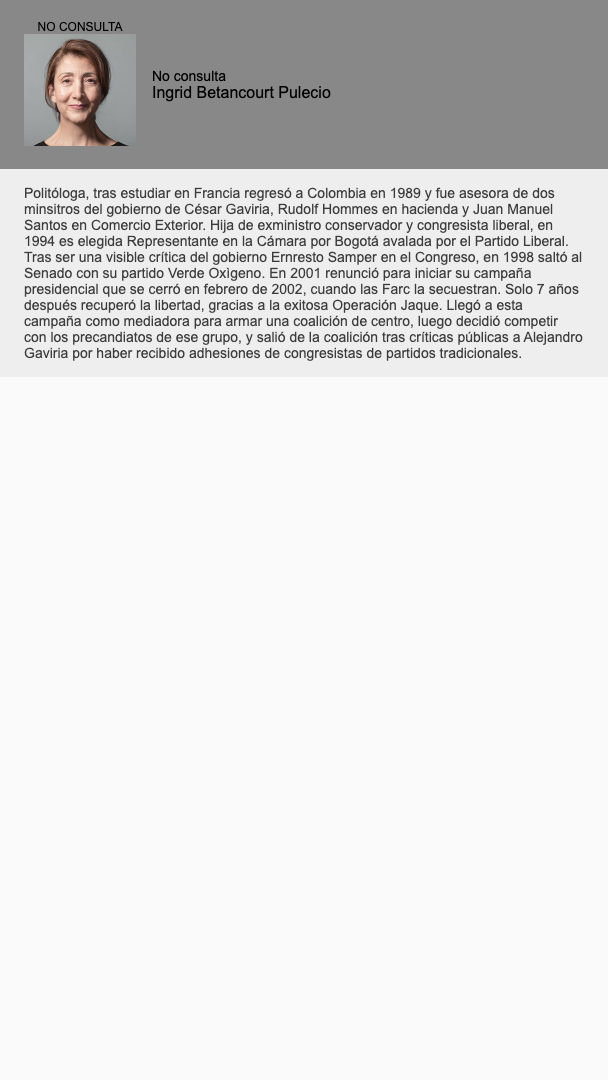 NO CONSULTA
No consulta
Ingrid Betancourt Pulecio
Politóloga, tras estudiar en Francia regresó a Colombia en 1989 y fue asesora de dos
minsitros del gobierno de César Gaviria, Rudolf Hommes en hacienda y Juan Manuel
Santos en Comercio Exterior. Hija de exministro conservador y congresista liberal, en
1994 es elegida Representante en la Cámara por Bogotá avalada por el Partido Liberal.
Tras ser una visible crítica del gobierno Ernresto Samper en el Congreso, en 1998 saltó al
Senado con su partido Verde Oxìgeno. En 2001 renunció para iniciar su campaña
presidencial que se cerró en febrero de 2002, cuando las Farc la secuestran. Solo 7 años
después recuperó la libertad, gracias a la exitosa Operación Jaque. Llegó a esta
campaña como mediadora para armar una coalición de centro, luego decidió competir
con los precandiatos de ese grupo, y salió de la coalición tras críticas públicas a Alejandro
Gaviria por haber recibido adhesiones de congresistas de partidos tradicionales.